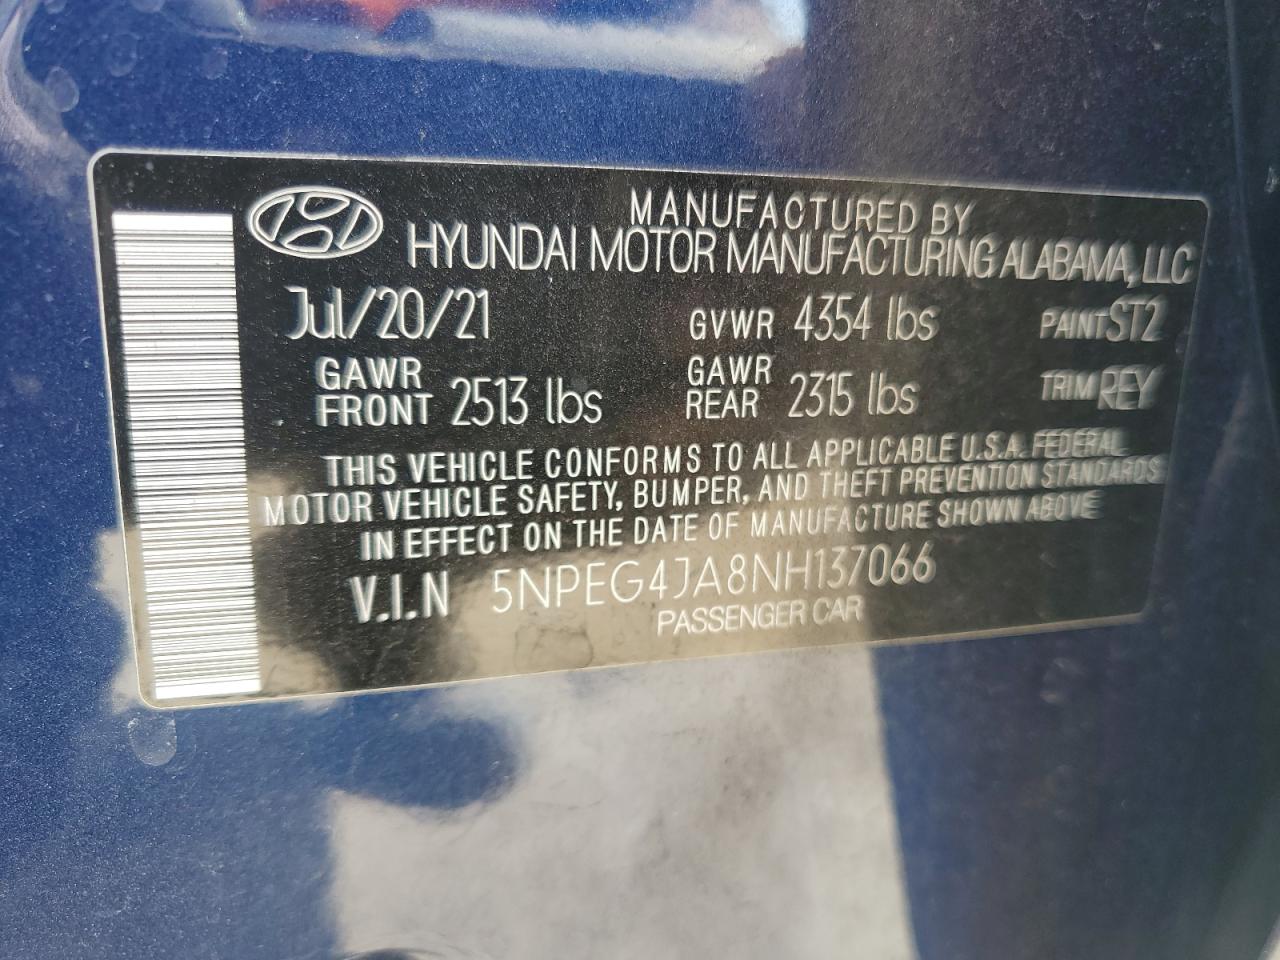 MANUFACTURED BY
HYUNDAI MOTOR MANUFACTURING ALABAMA, LLC
Jul/20/21 GVWR 4354 lbs PAINT ST2
GAWR FRONT 2513 lbs GAWR REAR 2315 lbs TRIM REY
THIS VEHICLE CONFORMS TO ALL APPLICABLE U.S.A. FEDERAL
MOTOR VEHICLE SAFETY, BUMPER, AND THEFT PREVENTION STANDARDS
IN EFFECT ON THE DATE OF MANUFACTURE SHOWN ABOVE
V.I.N 5NPEG4JA8NH137066
PASSENGER CAR